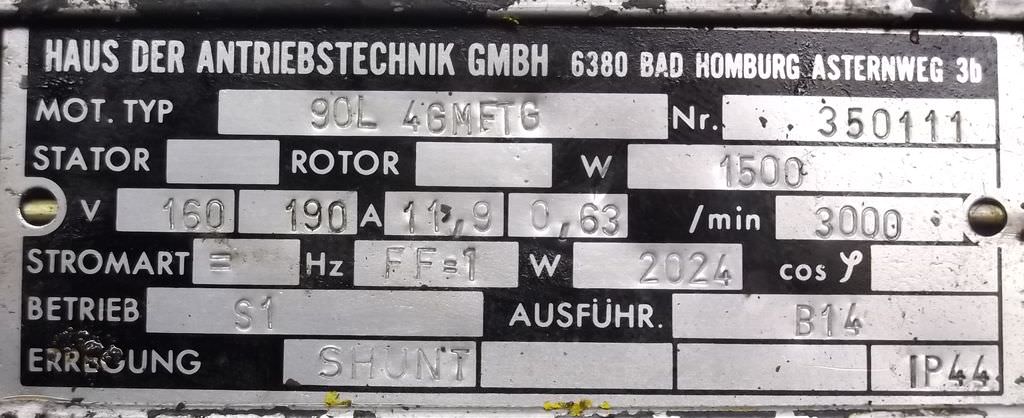 HAUS DER ANTRIEBSTECHNIK GMBH 6380 BAD HOMBURG ASTERNWEG 3b
MOT. TYP 90L 4GMFTG Nr. 350111
STATOR ROTOR W 1500
V 160 190 A 11,9 0,63 /min 3000
STROMART = Hz FF=1 W 2024 cos φ
BETRIEB S1 AUSFÜHR. B14
ERREGUNG SHUNT IP44